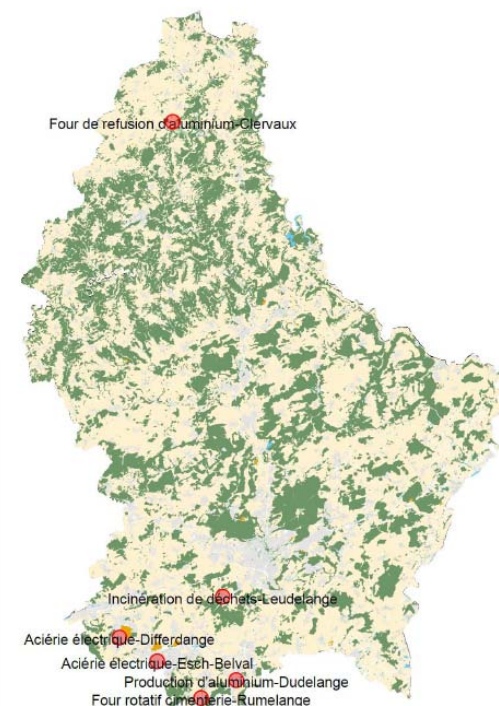 Four de refusion d'aluminium-Clervaux
Incinération de déchets-Leudelange
Aciérie électrique-Differdange
Aciérie électrique-Esch-Belval
Production d'aluminium-Dudelange
Four rotatif cimenterie-Rumelange